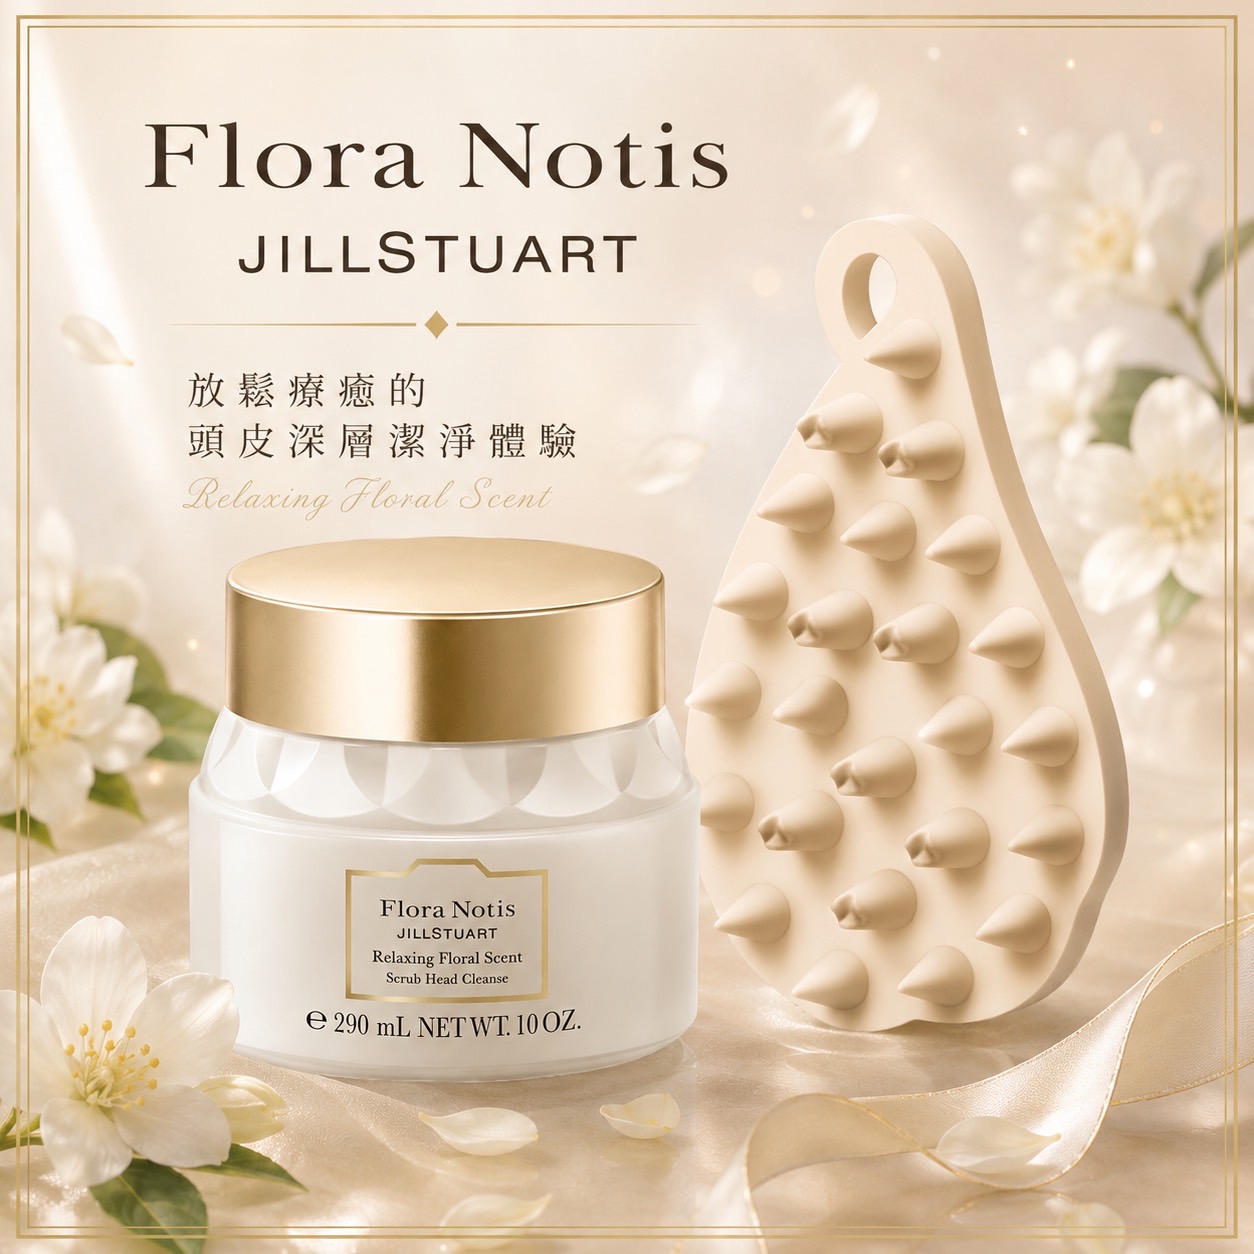 Flora Notis
JILLSTUART
放鬆療癒的
頭皮深層潔淨體驗
Relaxing Floral Scent
Flora Notis
JILLSTUART
Relaxing Floral Scent
Scrub Head Cleanse
℮ 290 mL NET WT. 10 OZ.